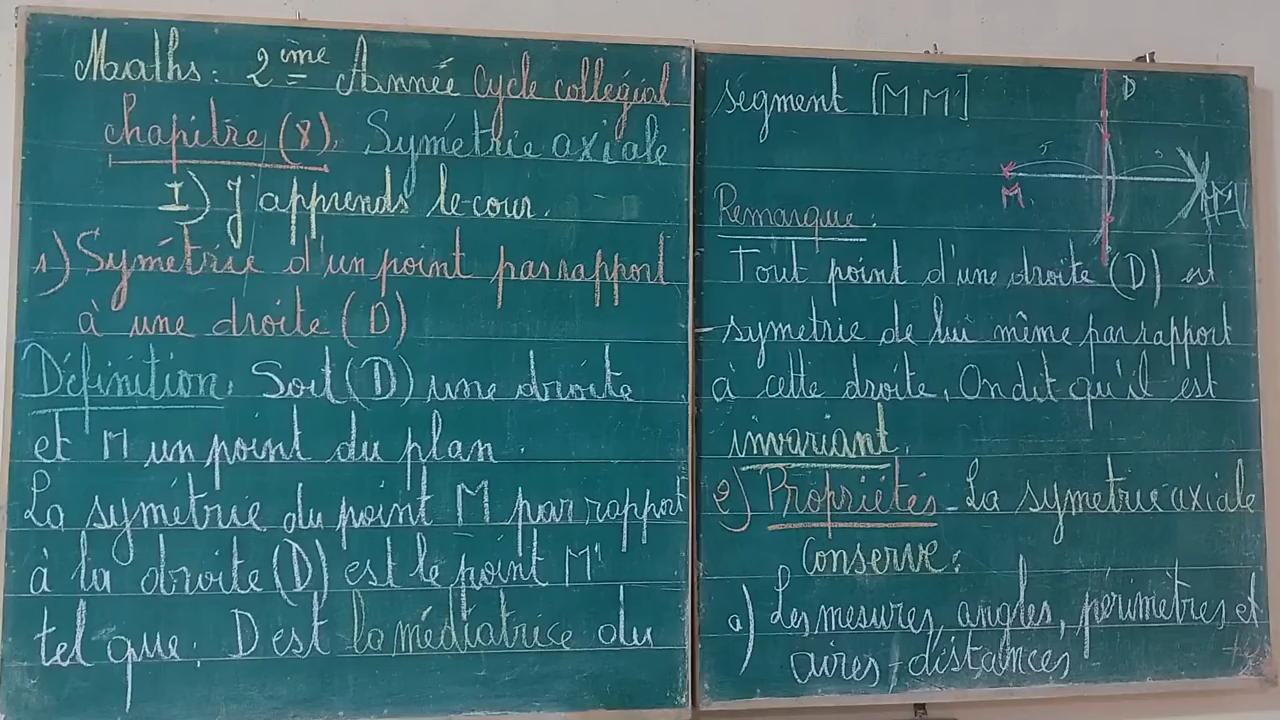 Maths: 2ème Année Cycle collégial
chapitre (8). Symétrie axiale
I) J'apprends le cour.
1) Symétrie d'un point par rapport
à une droite (D)
Définition. Soit (D) une droite
et M un point du plan.
La symétrie du point M par rapport
à la droite (D) est le point M'
tel que. D est la médiatrice du
segment [MM']
D
M
M'
Remarque:
Tout point d'une droite (D) est
symetrie de lui même par rapport
à cette droite. On dit qu'il est
invariant.
2) Propriétés - La symetrie axiale
conserve:
a) Les mesures, angles, périmètres et
aires - distances